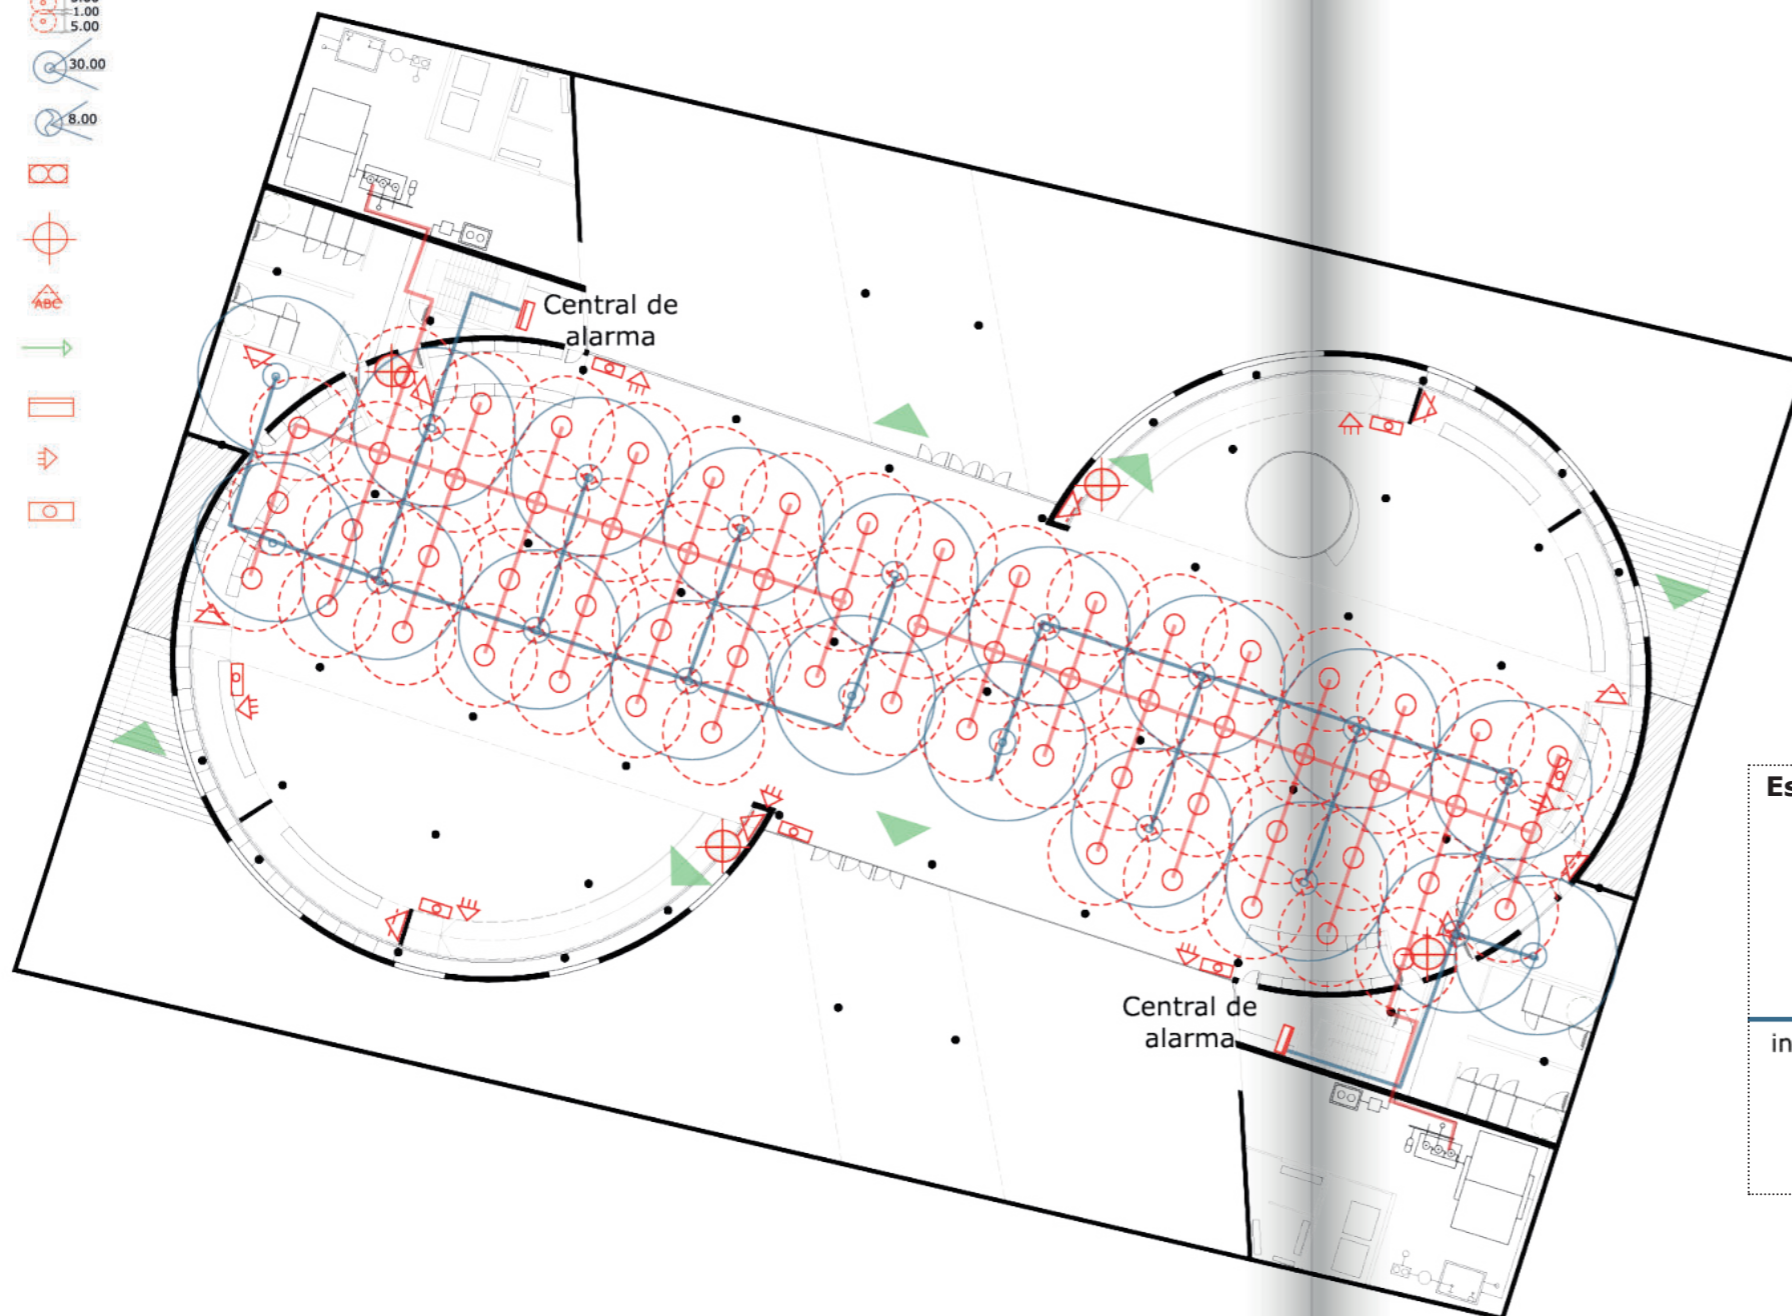 1.00
5.00
30.00
8.00
ABC
Central de
alarma
Central de
alarma
Es
in